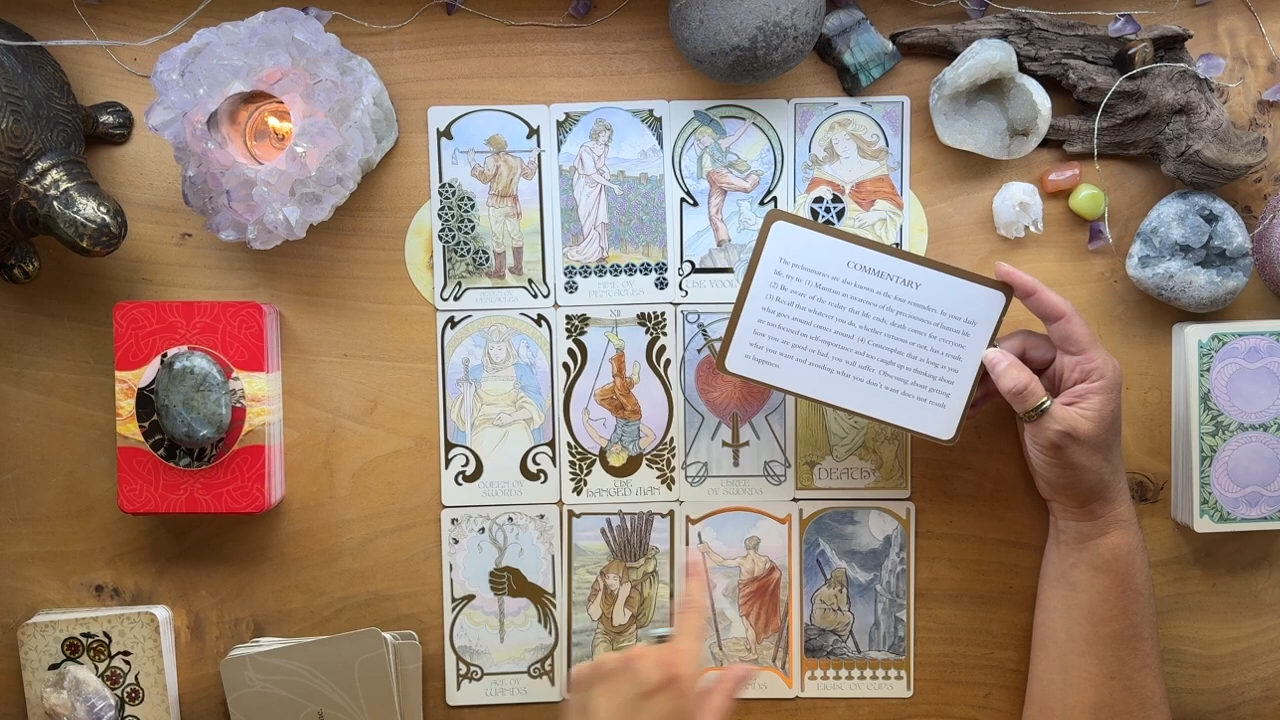 SEVEN OF
PENTACLES
NINE OF
PENTACLES
THE FOOL
COMMENTARY
The preliminaries are also known as the four reminders. In your daily
life, try to: (1) Maintain an awareness of the preciousness of human life.
(2) Be aware of the reality that life ends, death comes for everyone.
(3) Recall that whatever you do, whether virtuous or not, has a result;
what goes around comes around. (4) Contemplate that as long as you
are too focused on self-importance and too caught up in thinking about
how you are good or bad, you will suffer. Obsessing about getting
what you want and avoiding what you don't want does not result
in happiness.
QUEEN OF
SWORDS
XII
THE
HANGED MAN
THREE
OF SWORDS
DEATH
ACE OF
WANDS
EIGHT OF CUPS